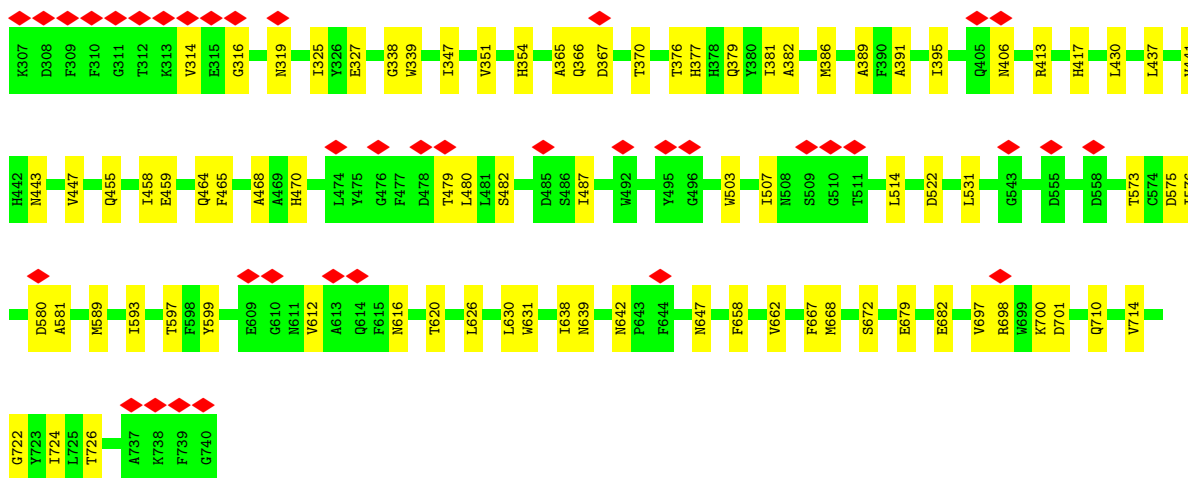 K307 D308 F309 F310 G311 T312 K313 V314 E315 G316 N319 I325 Y326 E327 G338 W339 I347 V351 H354 A365 Q366 D367 T370 T376 H377 H378 Q379 Y380 I381 A382 M386 A389 F390 A391 I395 Q405 N406 R413 H417 L430 L437
H442 N443 V447 Q455 I458 E459 Q464 F465 A468 A469 H470 L474 Y475 G476 F477 D478 T479 L480 L481 S482 D485 S486 I487 W492 Y495 G496 W503 I507 N508 S509 G510 T511 L514 D522 L531 G543 D555 D558 T573 C574 D575
D580 A581 M589 I593 T597 F598 Y599 E609 G610 N611 V612 A613 Q614 F615 N616 T620 L626 L630 W631 I638 N639 N642 P643 F644 N647 F658 V662 F667 M668 S672 E679 E682 V697 R698 W699 K700 D701 Q710 V714
G722 Y723 I724 L725 T726 A737 K738 F739 G740